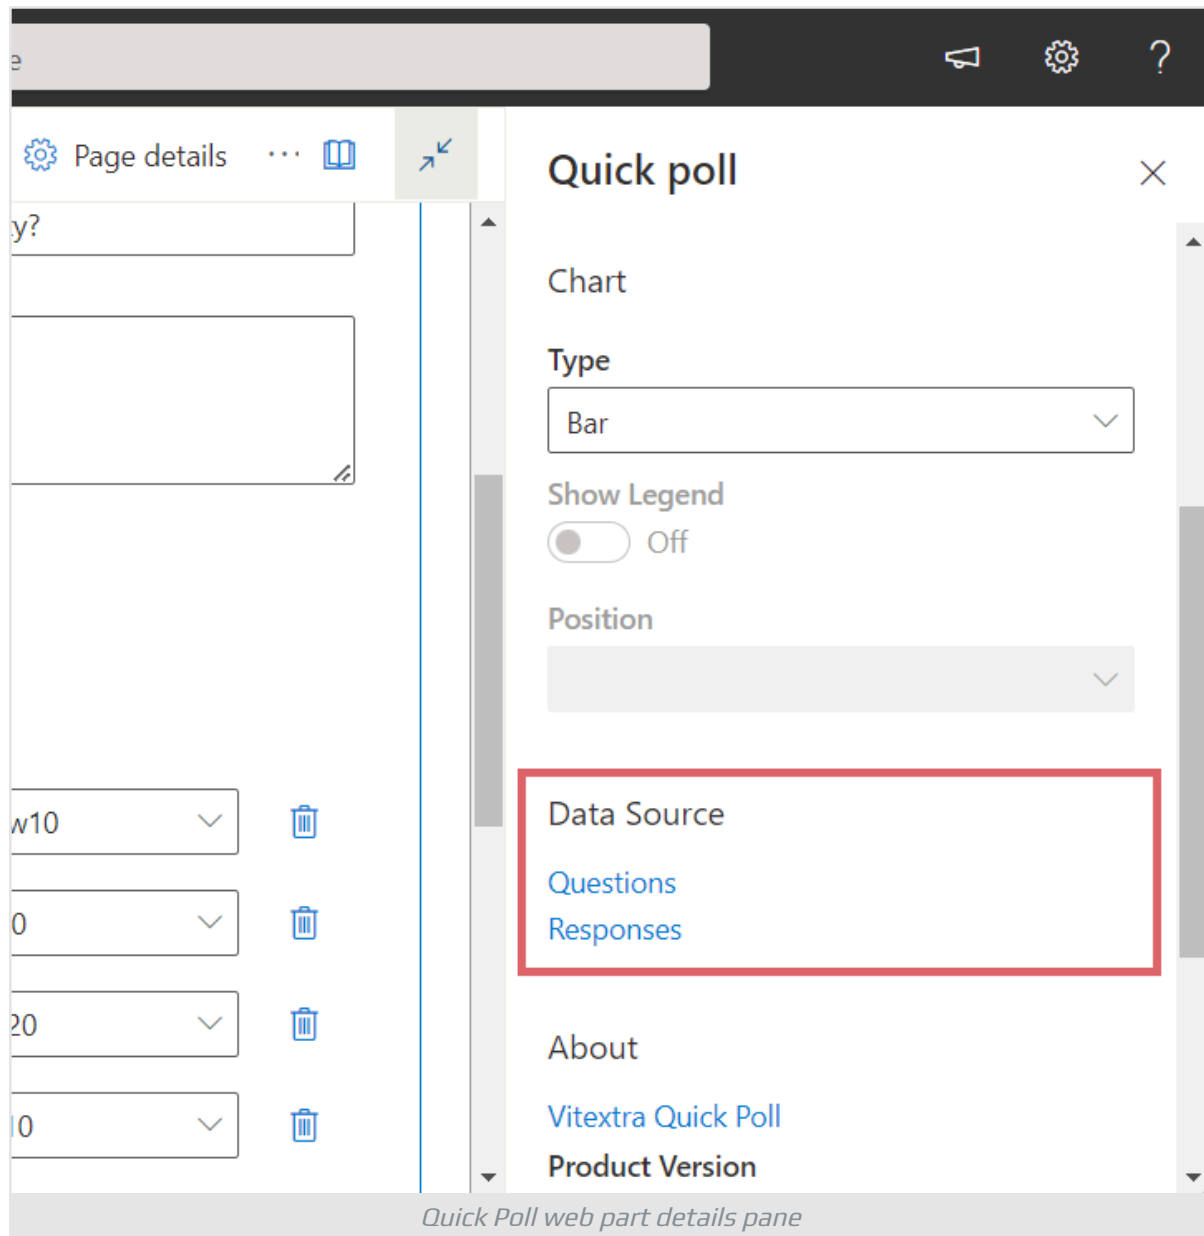 e
Page details
y?
w10
0
20
10
Quick poll
Chart
Type
Bar
Show Legend
Off
Position
Data Source
Questions
Responses
About
Vitextra Quick Poll
Product Version
Quick Poll web part details pane